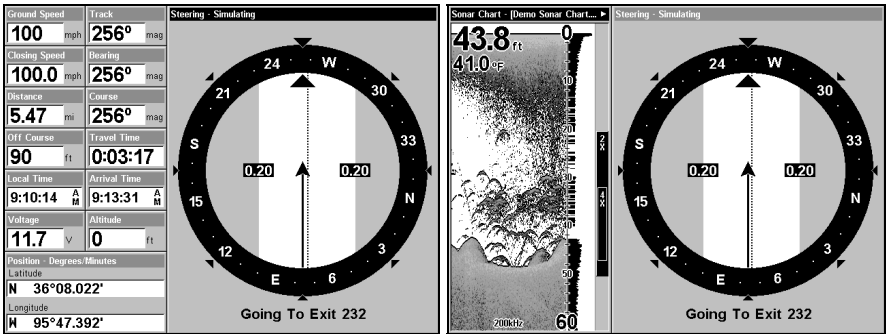 Ground Speed Track
100 mph 256° mag
Closing Speed Bearing
100.0 mph 256° mag
Distance Course
5.47 mi 256° mag
Off Course Travel Time
90 ft 0:03:17
Local Time Arrival Time
9:10:14 AM 9:13:31 AM
Voltage Altitude
11.7 V 0 ft
Position - Degrees/Minutes
Latitude
N 36°08.022'
Longitude
W 95°47.392'
Steering - Simulating
24 W 30 33 N 3 6 E 12 15 S 21
0.20 0.20
Going To Exit 232
Sonar Chart - [Demo Sonar Chart....
43.8 ft
41.0 °F
0
10
20
30
40
50
60
2X
4X
200kHz
Steering - Simulating
24 W 30 33 N 3 6 E 12 15 S 21
0.20 0.20
Going To Exit 232